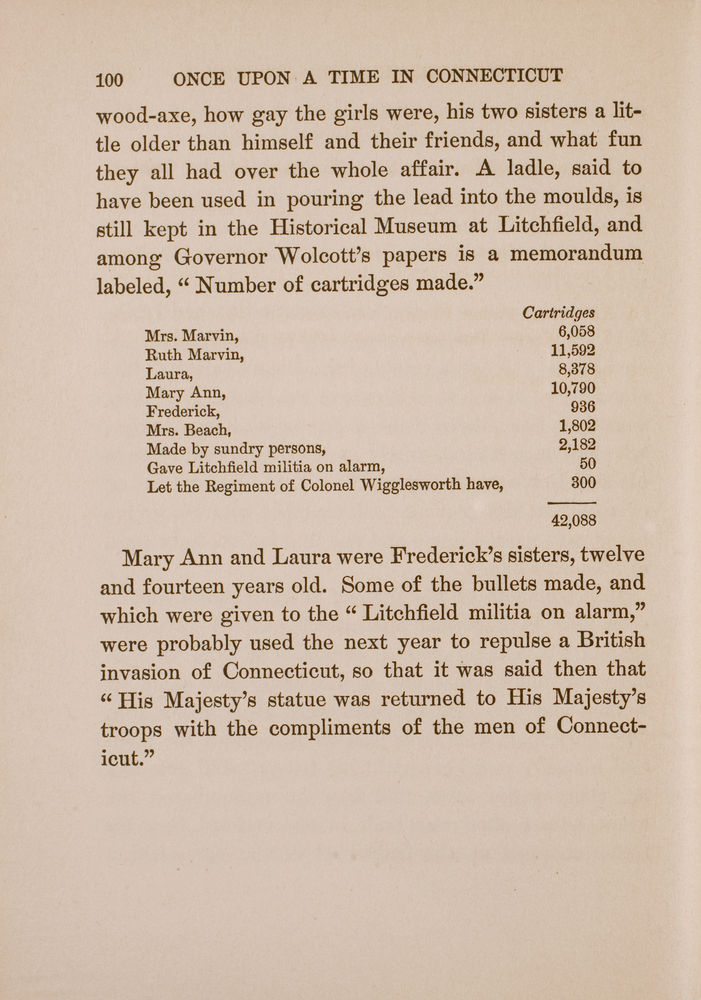 100 ONCE UPON A TIME IN CONNECTICUT
wood-axe, how gay the girls were, his two sisters a lit-
tle older than himself and their friends, and what fun
they all had over the whole affair. A ladle, said to
have been used in pouring the lead into the moulds, is
still kept in the Historical Museum at Litchfield, and
among Governor Wolcott's papers is a memorandum
labeled, “ Number of cartridges made.”
Cartridges
Mrs. Marvin, 6,058
Ruth Marvin, 11,592
Laura, 8,378
Mary Ann, 10,790
Frederick, 936
Mrs. Beach, 1,802
Made by sundry persons, 2,182
Gave Litchfield militia on alarm, 50
Let the Regiment of Colonel Wigglesworth have, 300
42,088
Mary Ann and Laura were Frederick's sisters, twelve
and fourteen years old. Some of the bullets made, and
which were given to the “ Litchfield militia on alarm,”
were probably used the next year to repulse a British
invasion of Connecticut, so that it was said then that
“ His Majesty's statue was returned to His Majesty's
troops with the compliments of the men of Connect-
icut.”